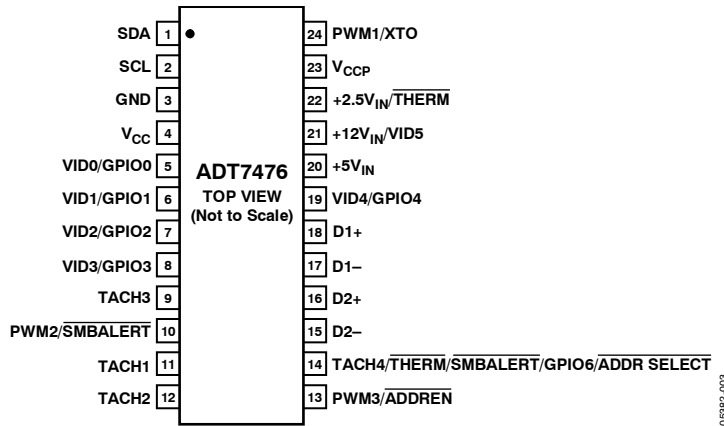 SDA 1
SCL 2
GND 3
VCC 4
VID0/GPIO0 5
VID1/GPIO1 6
VID2/GPIO2 7
VID3/GPIO3 8
TACH3 9
PWM2/SMBALERT 10
TACH1 11
TACH2 12
ADT7476
TOP VIEW
(Not to Scale)
24 PWM1/XTO
23 VCCP
22 +2.5VIN/THERM
21 +12VIN/VID5
20 +5VIN
19 VID4/GPIO4
18 D1+
17 D1–
16 D2+
15 D2–
14 TACH4/THERM/SMBALERT/GPIO6/ADDR SELECT
13 PWM3/ADDREN
05382-003